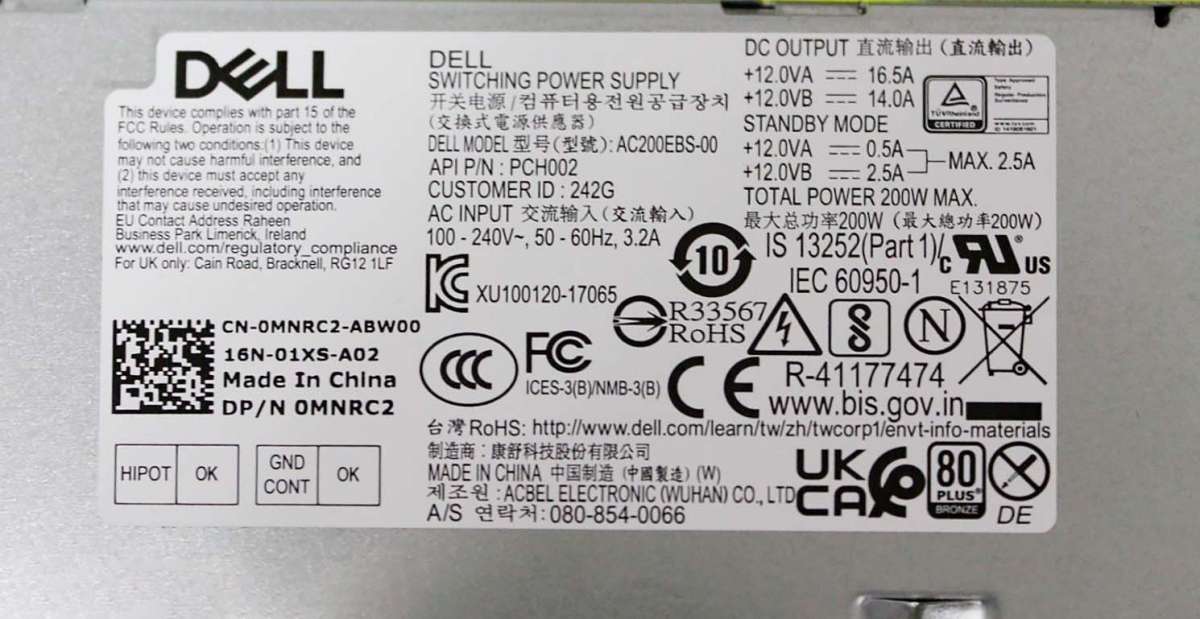 DELL
This device complies with part 15 of the
FCC Rules. Operation is subject to the
following two conditions:(1) This device
may not cause harmful interference, and
(2) this device must accept any
interference received, including interference
that may cause undesired operation.
EU Contact Address Raheen
Business Park Limerick, Ireland
www.dell.com/regulatory_compliance
For UK only: Cain Road, Bracknell, RG12 1LF
CN-0MNRC2-ABW00
16N-01XS-A02
Made In China
DP/N 0MNRC2
HIPOT OK
GND CONT OK
DELL
SWITCHING POWER SUPPLY
开关电源/컴퓨터용전원공급장치
(交換式電源供應器)
DELL MODEL 型号(型號): AC200EBS-00
API P/N : PCH002
CUSTOMER ID : 242G
AC INPUT 交流输入(交流輸入)
100 - 240V~, 50 - 60Hz, 3.2A
DC OUTPUT 直流输出 (直流輸出)
+12.0VA 16.5A
+12.0VB 14.0A
TÜVRheinland
CERTIFIED
Type Approved
Safety
Regular Production
Surveillance
www.tuv.com
STANDBY MODE
+12.0VA 0.5A
+12.0VB 2.5A
MAX. 2.5A
TOTAL POWER 200W MAX.
最大总功率200W (最大總功率200W)
10
IS 13252(Part 1)/
IEC 60950-1
c RU US
E131875
XU100120-17065
R33567
RoHS
N
CCC
FC
ICES-3(B)/NMB-3(B)
CE
R-41177474
www.bis.gov.in
台灣 RoHS: http://www.dell.com/learn/tw/zh/twcorp1/envt-info-materials
制造商: 康舒科技股份有限公司
MADE IN CHINA 中国制造 (中國製造) (W)
제조원 : ACBEL ELECTRONIC (WUHAN) CO., LTD
A/S 연락처: 080-854-0066
UK
CA
80
PLUS®
BRONZE
DE